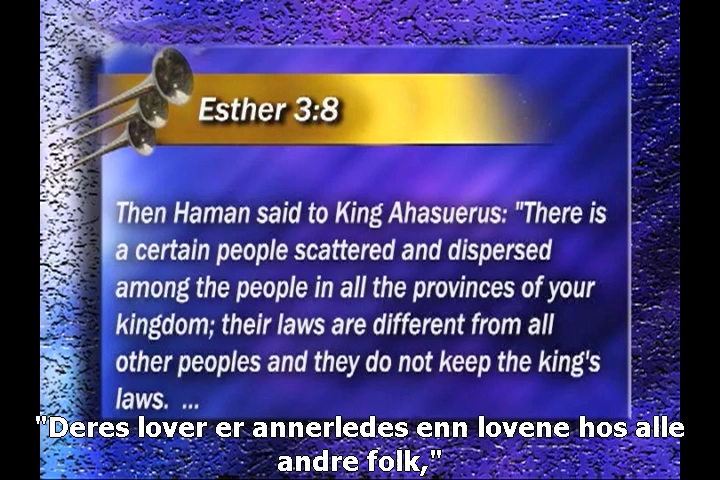 Esther 3:8
Then Haman said to King Ahasuerus: "There is
a certain people scattered and dispersed
among the people in all the provinces of your
kingdom; their laws are different from all
other peoples and they do not keep the king's
laws. ...
"Deres lover er annerledes enn lovene hos alle
andre folk,"